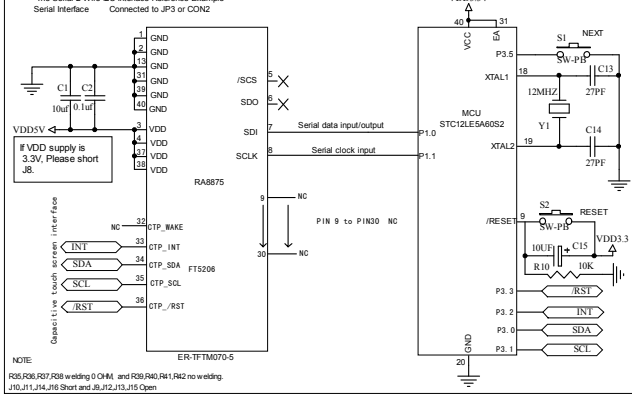 Serial Interface Connected to JP3 or CON2
1 GND
2 GND
13 GND
31 GND
39 GND
40 GND
3 VDD
4 VDD
37 VDD
38 VDD
C1 C2
10uf 0.1uf
VDD5V
If VDD supply is
3.3V, Please short
J8.
/SCS 5
SDO 6
SDI 7
SCLK 8
RA8875
Serial data input/output
Serial clock input
9 NC
PIN 9 to PIN30 NC
30 NC
Capacitive touch screen interface
NC 32 CTP_WAKE
INT 33 CTP_INT
SDA 34 CTP_SDA
FT5206
SCL 35 CTP_SCL
/RST 36 CTP_/RST
ER-TFTM070-5
40 VCC
31 EA
P3.5
S1 NEXT
SW-PB
XTAL1 18
C13
27PF
12MHZ
Y1
MCU
STC12LE5A60S2
P1.0
P1.1
XTAL2 19
C14
27PF
S2 RESET
SW-PB
/RESET 9
10UF + C15
VDD3.3
R10 10K
P3.3 /RST
P3.2 INT
P3.0 SDA
P3.1 SCL
GND
20
NOTE:
R35,R36,R37,R38 welding 0 OHM, and R39,R40,R41,R42 no welding.
J10,J11,J14,J16 Short and J9,J12,J13,J15 Open